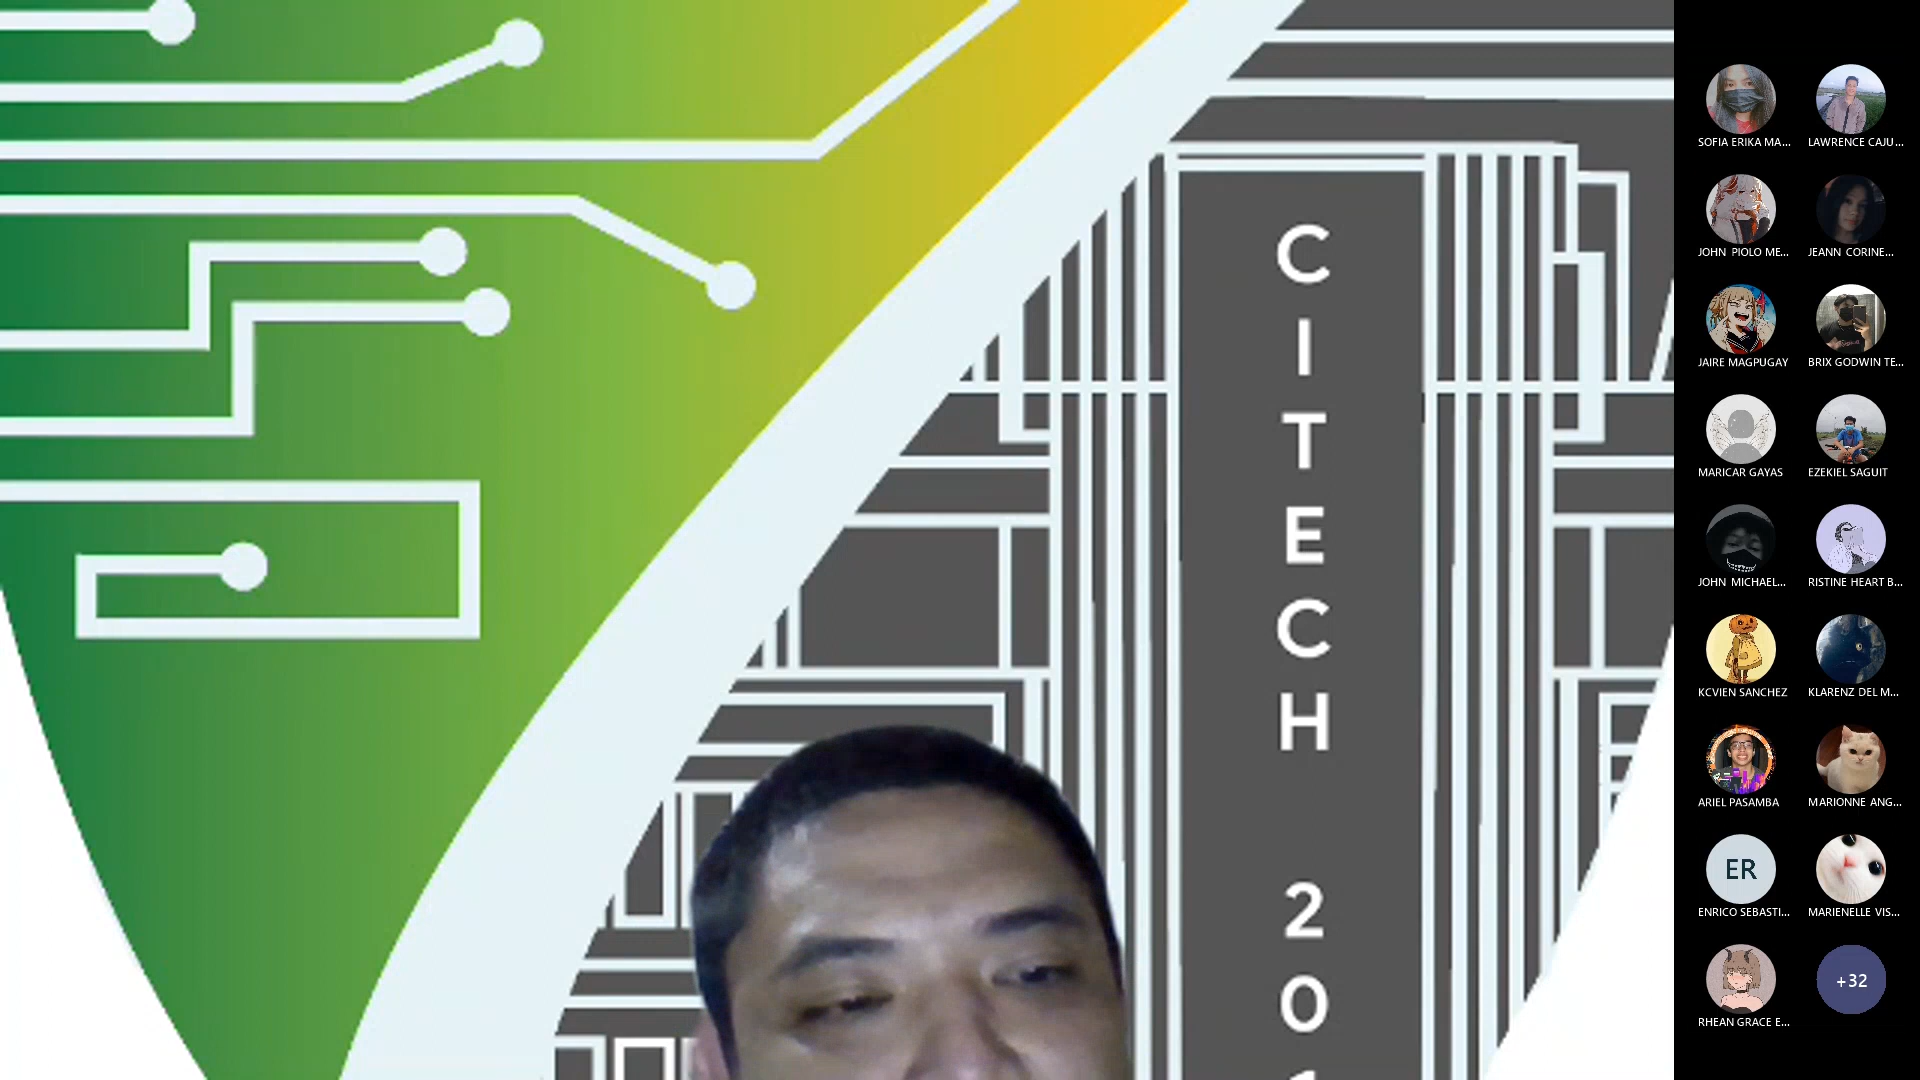 C
I
T
E
C
H
2
0
SOFIA ERIKA MA...
LAWRENCE CAJU...
JOHN PIOLO ME...
JEANN CORINE...
JAIRE MAGPUGAY
BRIX GODWIN TE...
MARICAR GAYAS
EZEKIEL SAGUIT
JOHN MICHAEL...
RISTINE HEART B...
KCVIEN SANCHEZ
KLARENZ DEL M...
ARIEL PASAMBA
MARIONNE ANG...
ER
ENRICO SEBASTI...
MARIENELLE VIS...
RHEAN GRACE E...
+32